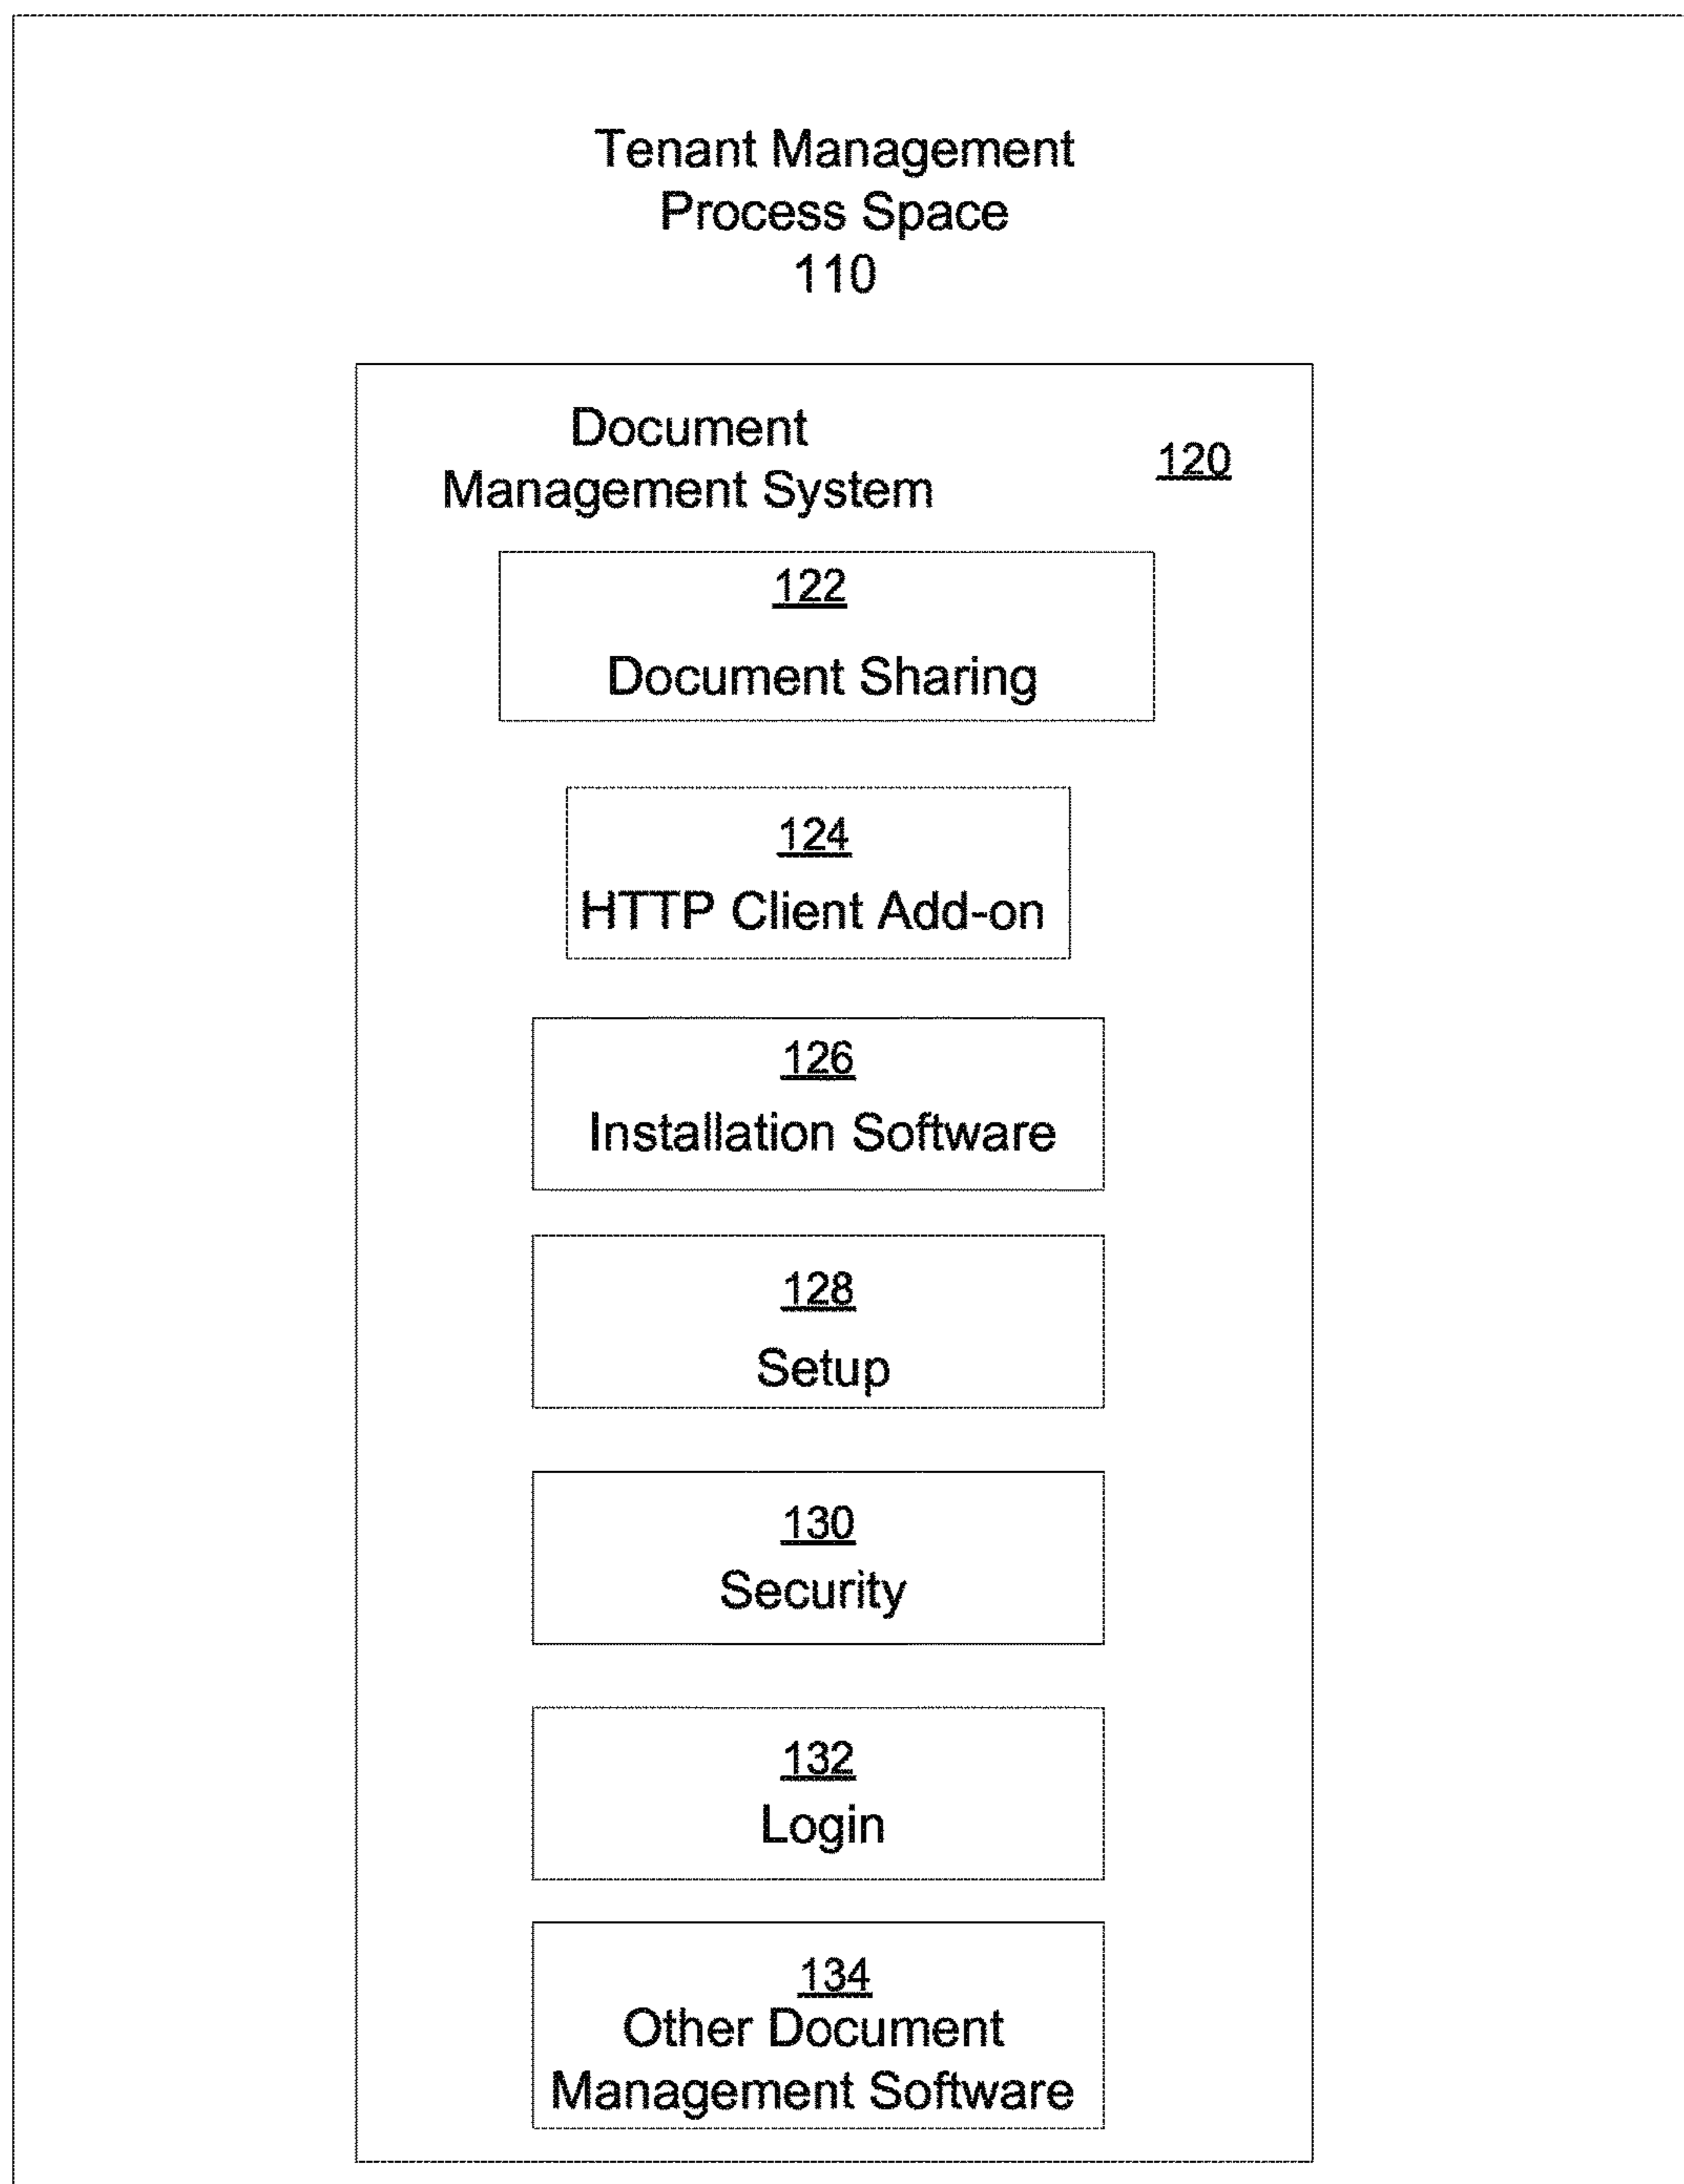 Tenant Management
Process Space
110
Document
Management System
120
122
Document Sharing
124
HTTP Client Add-on
126
Installation Software
128
Setup
130
Security
132
Login
134
Other Document
Management Software